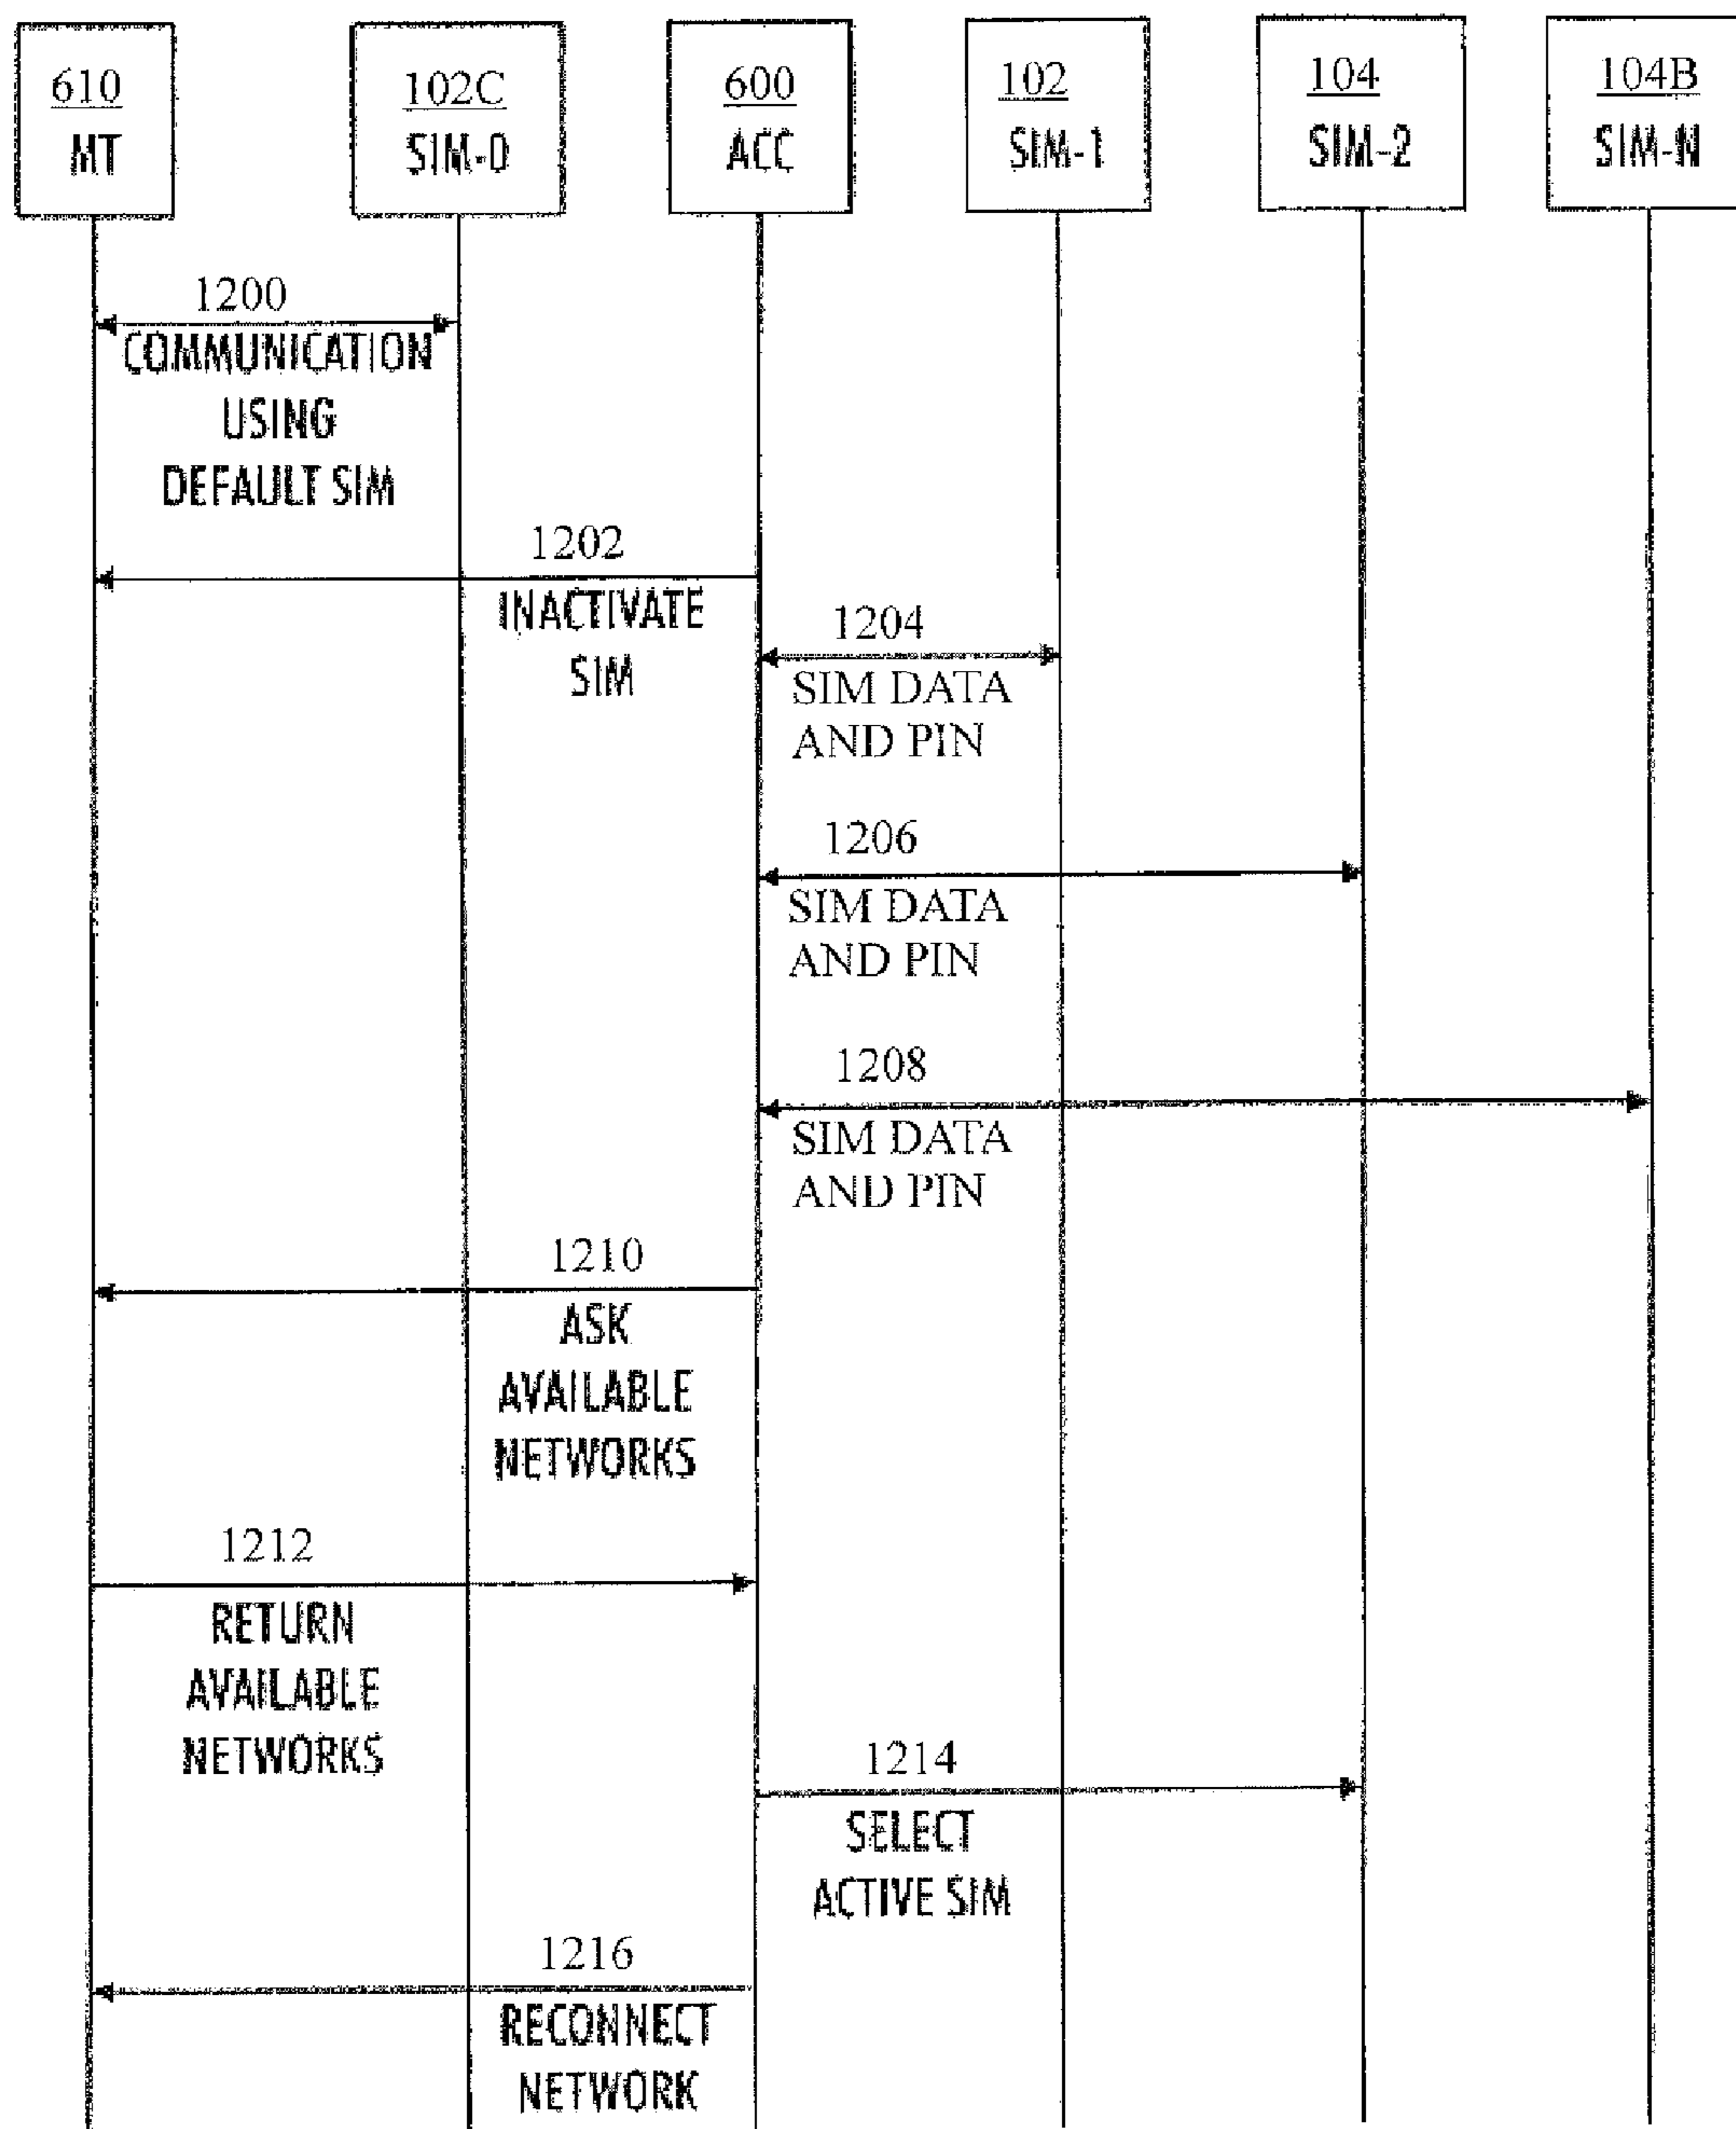 610
MT
102C
SIM-0
600
ACC
102
SIM-1
104
SIM-2
104B
SIM-N
1200
COMMUNICATION
USING
DEFAULT SIM
1202
INACTIVATE
SIM
1204
SIM DATA
AND PIN
1206
SIM DATA
AND PIN
1208
SIM DATA
AND PIN
1210
ASK
AVAILABLE
NETWORKS
1212
RETURN
AVAILABLE
NETWORKS
1214
SELECT
ACTIVE SIM
1216
RECONNECT
NETWORK